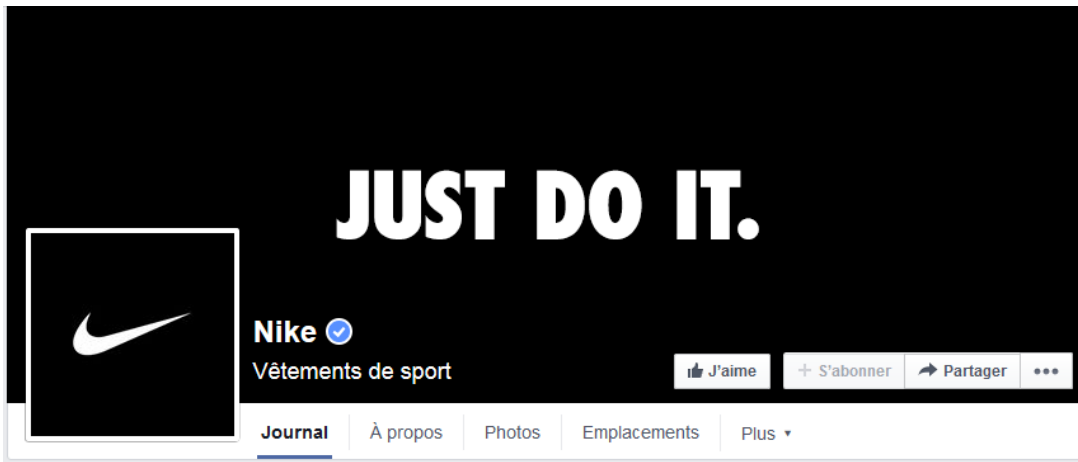 JUST DO IT.
Nike
Vêtements de sport
J'aime
+ S'abonner
Partager
Journal
À propos
Photos
Emplacements
Plus